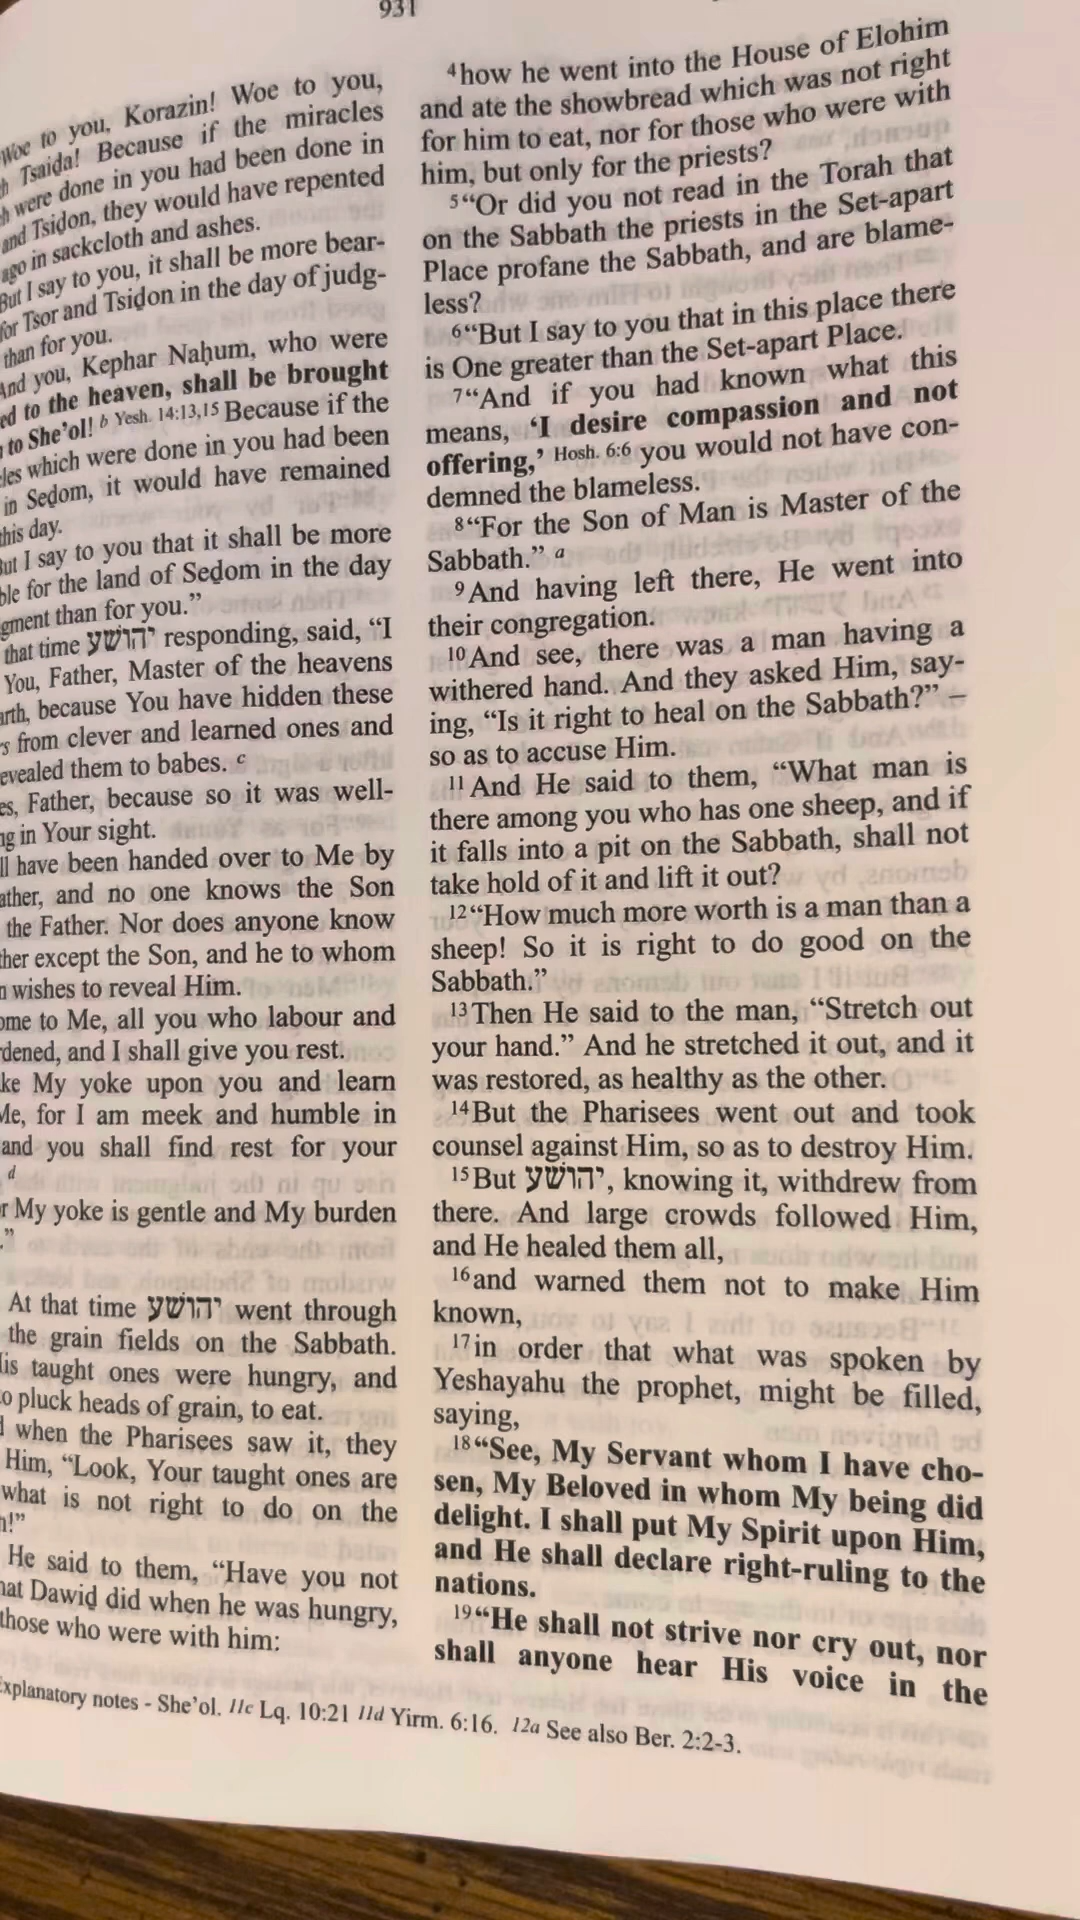 931
Woe to you, Korazin! Woe to you,
Tsaiḏa! Because if the miracles
were done in you had been done in
and Tsiḏon, they would have repented
ago in sackcloth and ashes.
But I say to you, it shall be more bear-
for Tsor and Tsiḏon in the day of judg-
than for you.
And you, Kephar Naḥum, who were
to the heaven, shall be brought
to She’ol! b Yesh. 14:13,15 Because if the
which were done in you had been
in Seḏom, it would have remained
this day.
But I say to you that it shall be more
for the land of Seḏom in the day
than for you.”
that time יהושע responding, said, “I
You, Father, Master of the heavens
because You have hidden these
from clever and learned ones and
revealed them to babes. c
Father, because so it was well-
in Your sight.
have been handed over to Me by
and no one knows the Son
the Father. Nor does anyone know
except the Son, and he to whom
wishes to reveal Him.
to Me, all you who labour and
and I shall give you rest.
My yoke upon you and learn
Me, for I am meek and humble in
and you shall find rest for your
d
My yoke is gentle and My burden
.”
At that time יהושע went through
the grain fields on the Sabbath.
taught ones were hungry, and
to pluck heads of grain, to eat.
when the Pharisees saw it, they
Him, “Look, Your taught ones are
what is not right to do on the
!”
He said to them, “Have you not
Dawiḏ did when he was hungry,
those who were with him:
4 how he went into the House of Elohim
and ate the showbread which was not right
for him to eat, nor for those who were with
him, but only for the priests?
5 “Or did you not read in the Torah that
on the Sabbath the priests in the Set-apart
Place profane the Sabbath, and are blame-
less?
6 “But I say to you that in this place there
is One greater than the Set-apart Place.
7 “And if you had known what this
means, ‘I desire compassion and not
offering,’ Hosh. 6:6 you would not have con-
demned the blameless.
8 “For the Son of Man is Master of the
Sabbath.” a
9 And having left there, He went into
their congregation.
10 And see, there was a man having a
withered hand. And they asked Him, say-
ing, “Is it right to heal on the Sabbath?” –
so as to accuse Him.
11 And He said to them, “What man is
there among you who has one sheep, and if
it falls into a pit on the Sabbath, shall not
take hold of it and lift it out?
12 “How much more worth is a man than a
sheep! So it is right to do good on the
Sabbath.”
13 Then He said to the man, “Stretch out
your hand.” And he stretched it out, and it
was restored, as healthy as the other.
14 But the Pharisees went out and took
counsel against Him, so as to destroy Him.
15 But יהושע, knowing it, withdrew from
there. And large crowds followed Him,
and He healed them all,
16 and warned them not to make Him
known,
17 in order that what was spoken by
Yeshayahu the prophet, might be filled,
saying,
18 “See, My Servant whom I have cho-
sen, My Beloved in whom My being did
delight. I shall put My Spirit upon Him,
and He shall declare right-ruling to the
nations.
19 “He shall not strive nor cry out, nor
shall anyone hear His voice in the
Explanatory notes - She’ol. 11c Lq. 10:21 11d Yirm. 6:16. 12a See also Ber. 2:2-3.